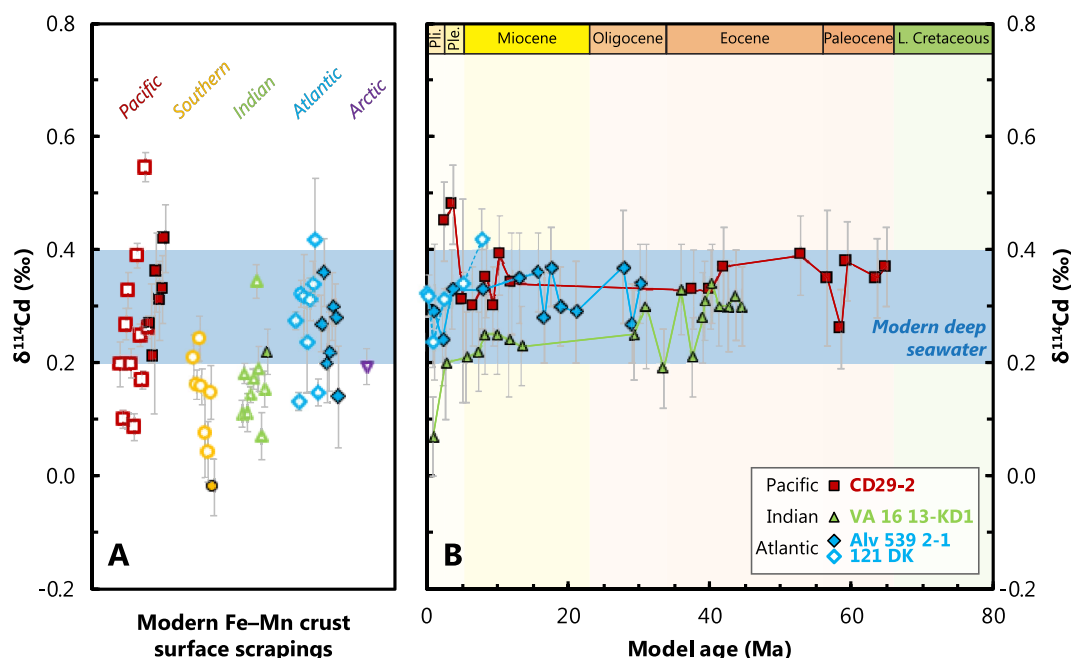 0.8
0.6
0.4
0.2
0.0
-0.2
δ¹¹⁴Cd (‰)
Pacific
Southern
Indian
Atlantic
Arctic
A
Modern Fe–Mn crust
surface scrapings
Pli.
Ple.
Miocene
Oligocene
Eocene
Paleocene
L. Cretaceous
Modern deep
seawater
Pacific CD29-2
Indian VA 16 13-KD1
Atlantic Alv 539 2-1
121 DK
B
0 20 40 60 80
Model age (Ma)
0.8
0.6
0.4
0.2
0.0
-0.2
δ¹¹⁴Cd (‰)